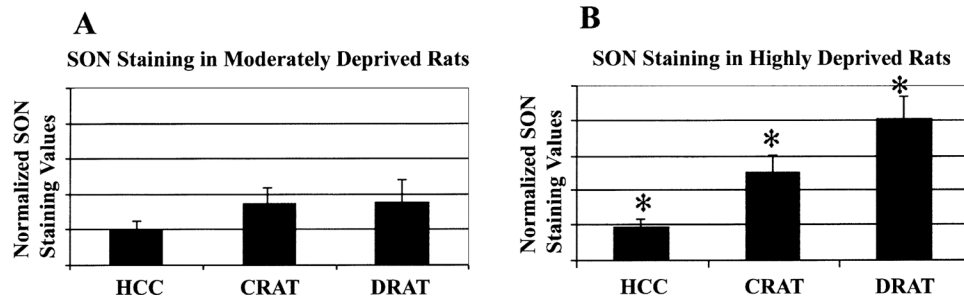 A
SON Staining in Moderately Deprived Rats
Normalized SON
Staining Values
HCC CRAT DRAT
B
SON Staining in Highly Deprived Rats
Normalized SON
Staining Values
* * *
HCC CRAT DRAT